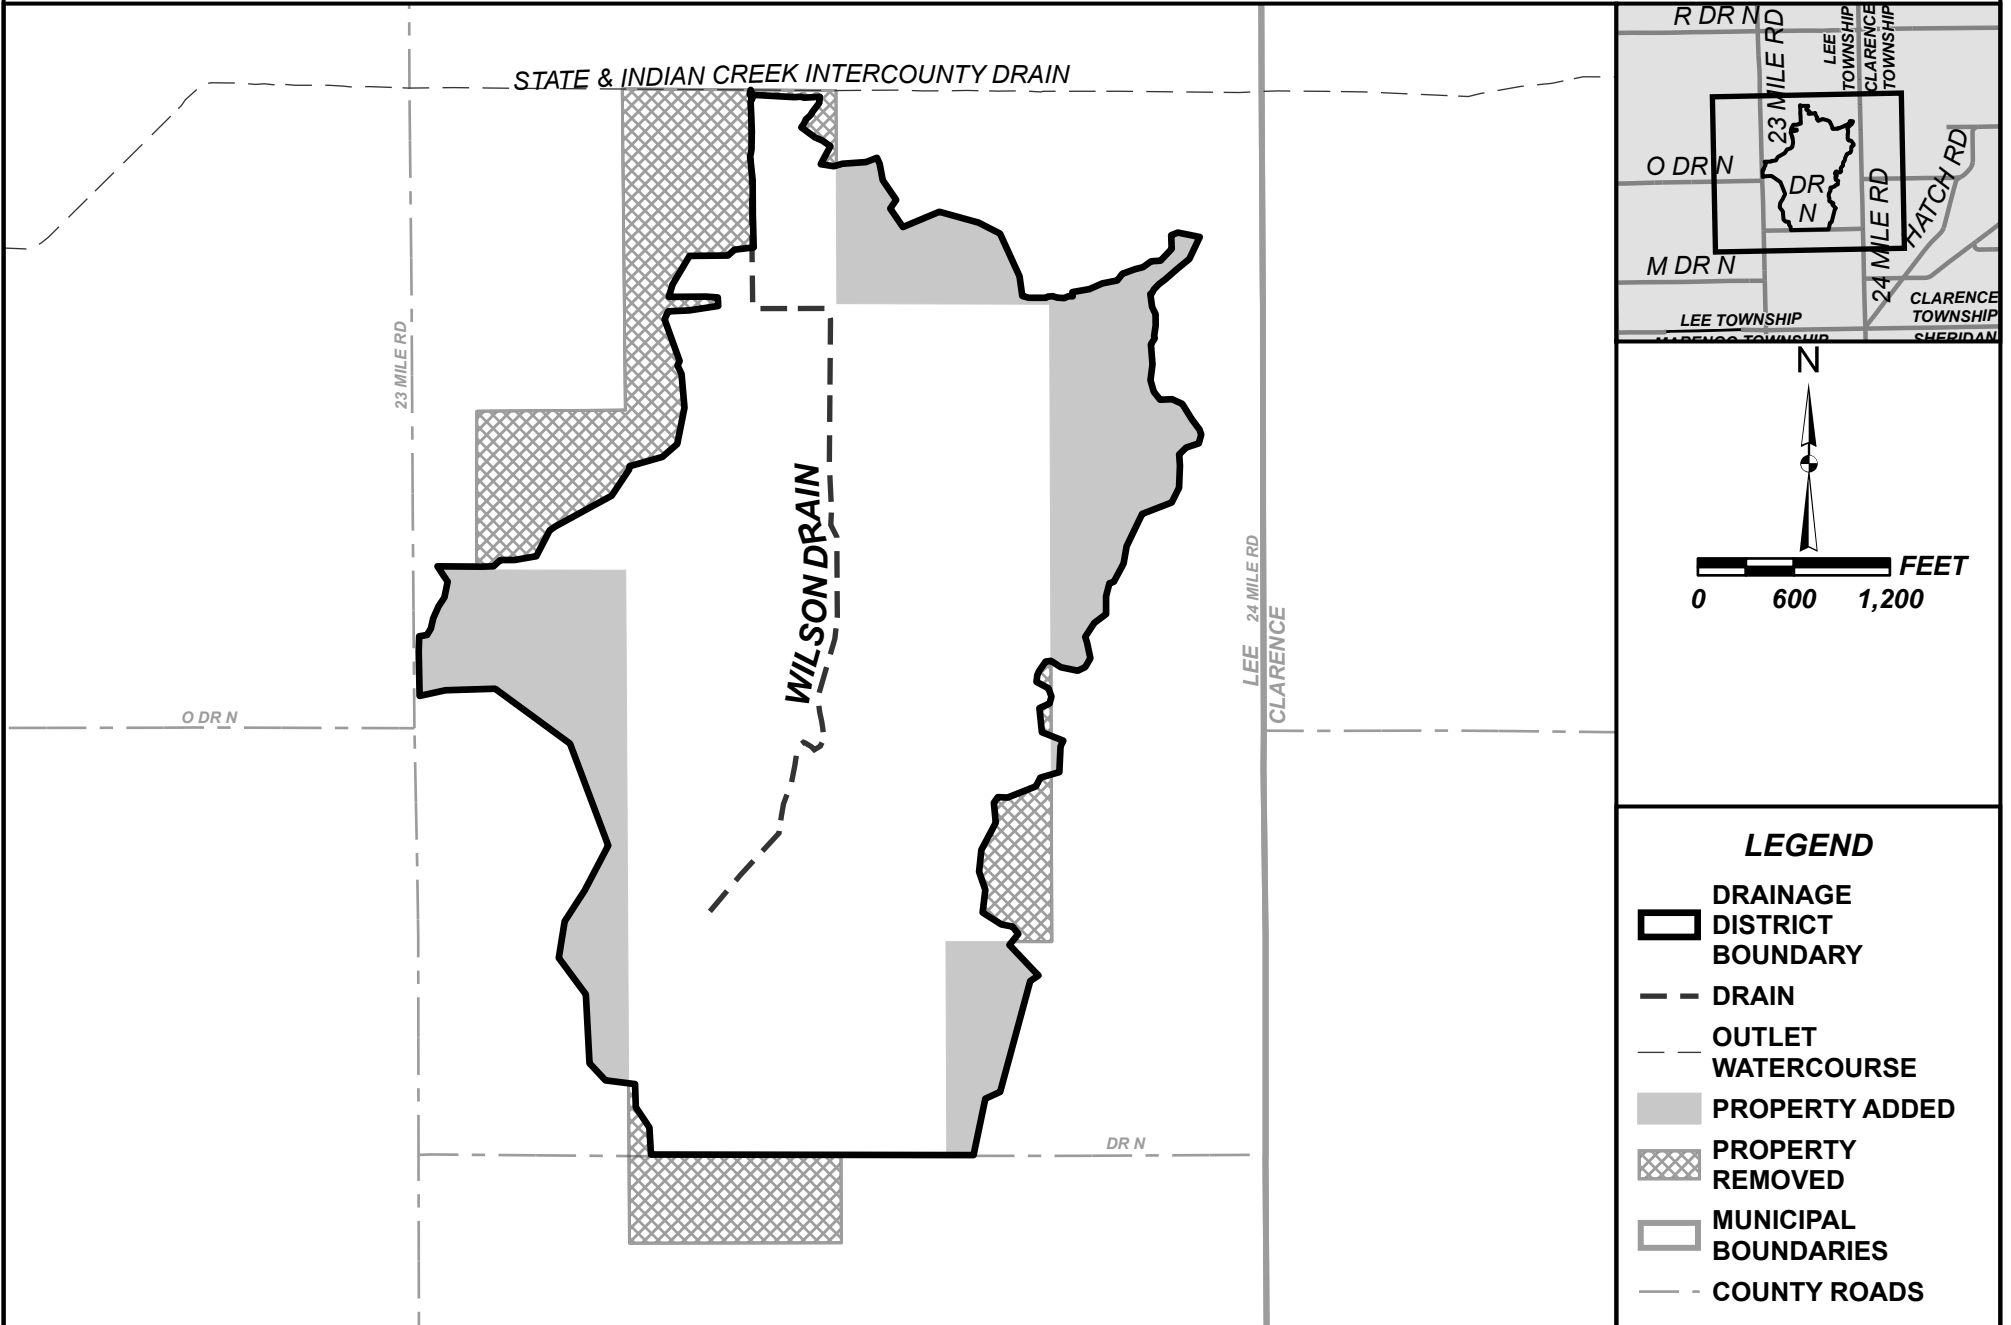 STATE & INDIAN CREEK INTERCOUNTY DRAIN
23 MILE RD
WILSON DRAIN
24 MILE RD
LEE
CLARENCE
O DR N
DR N
R DR N
23 MILE RD
LEE
TOWNSHIP
CLARENCE
TOWNSHIP
O DR N
DR
N
HATCH RD
24 MILE RD
M DR N
CLARENCE
TOWNSHIP
LEE TOWNSHIP
MARENGO TOWNSHIP
SHERIDAN
N
FEET
0 600 1,200
LEGEND
DRAINAGE
DISTRICT
BOUNDARY
DRAIN
OUTLET
WATERCOURSE
PROPERTY ADDED
PROPERTY
REMOVED
MUNICIPAL
BOUNDARIES
COUNTY ROADS